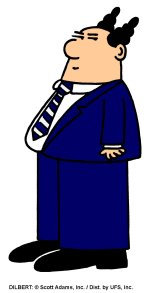 DILBERT: © Scott Adams, Inc. / Dist. by UFS, Inc.